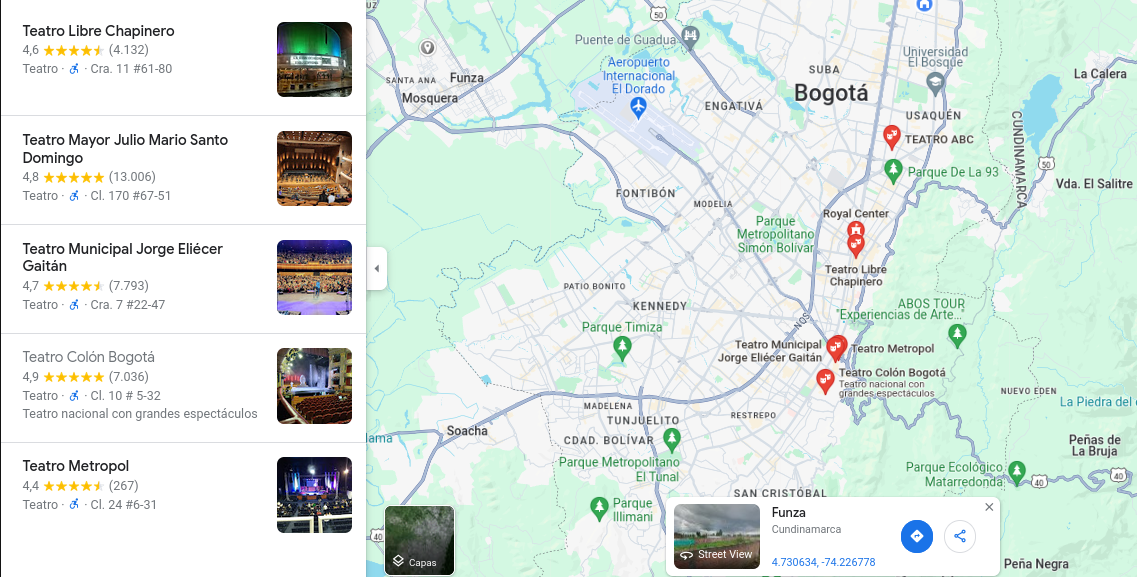 Teatro Libre Chapinero
4,6 (4.132)
Teatro · · Cra. 11 #61-80
Teatro Mayor Julio Mario Santo
Domingo
4,8 (13.006)
Teatro · · Cl. 170 #67-51
Teatro Municipal Jorge Eliécer
Gaitán
4,7 (7.793)
Teatro · · Cra. 7 #22-47
Teatro Colón Bogotá
4,9 (7.036)
Teatro · · Cl. 10 # 5-32
Teatro nacional con grandes espectáculos
Teatro Metropol
4,4 (267)
Teatro · · Cl. 24 #6-31
50
Puente de Guadua
Aeropuerto
Internacional
El Dorado
SANTA ANA
Funza
Mosquera
SUBA
Bogotá
Universidad
El Bosque
La Calera
ENGATIVÁ
USAQUÉN
TEATRO ABC
CUNDINAMARCA
50
Parque De La 93
Vda. El Salitre
FONTIBÓN
MODELIA
Royal Center
Parque
Metropolitano
Simón Bolívar
Teatro Libre
Chapinero
PATIO BONITO
KENNEDY
ABOS TOUR
"Experiencias de Arte...
NQS
Parque Timiza
Teatro Municipal
Jorge Eliécer Gaitán
Teatro Metropol
Teatro Colón Bogotá
Teatro nacional con
grandes espectáculos
NUEVO EDEN
La Piedra del
MADELENA
TUNJUELITO
RESTREPO
Soacha
CDAD. BOLÍVAR
Peñas de
La Bruja
Parque Metropolitano
El Tunal
Parque Ecológico
Matarredonda
40
40
SAN CRISTÓBAL
Parque
Illimani
40
Capas
Funza
Cundinamarca
Street View
4.730634, -74.226778
Peña Negra